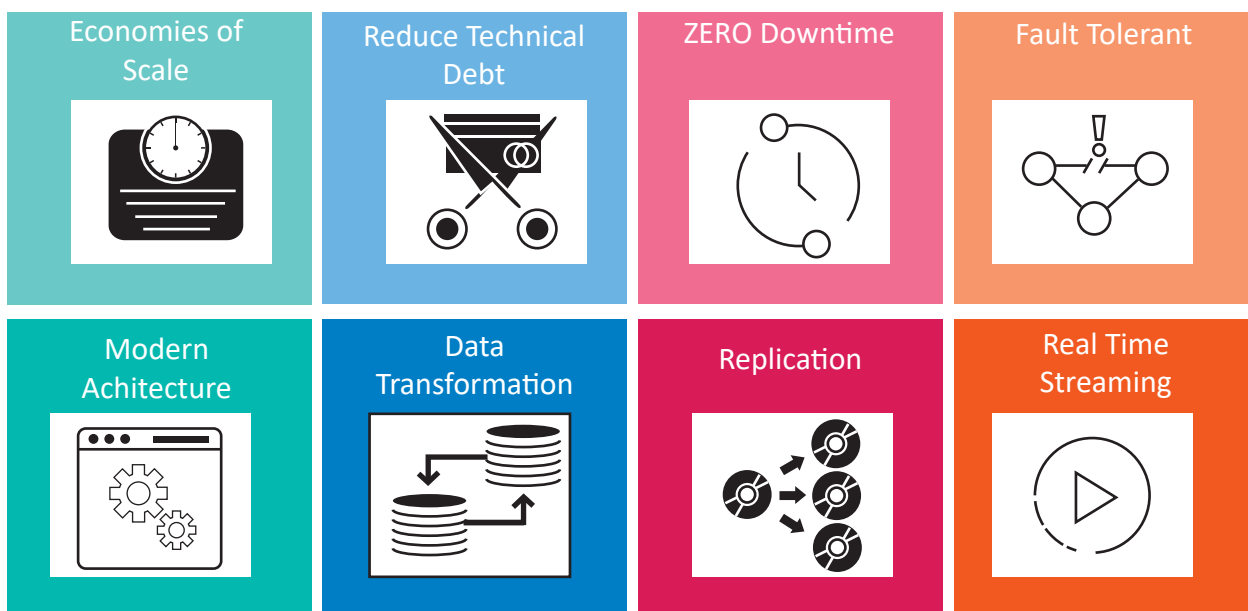 Economies of
Scale
Reduce Technical
Debt
ZERO Downtime
Fault Tolerant
Modern
Achitecture
Data
Transformation
Replication
Real Time
Streaming